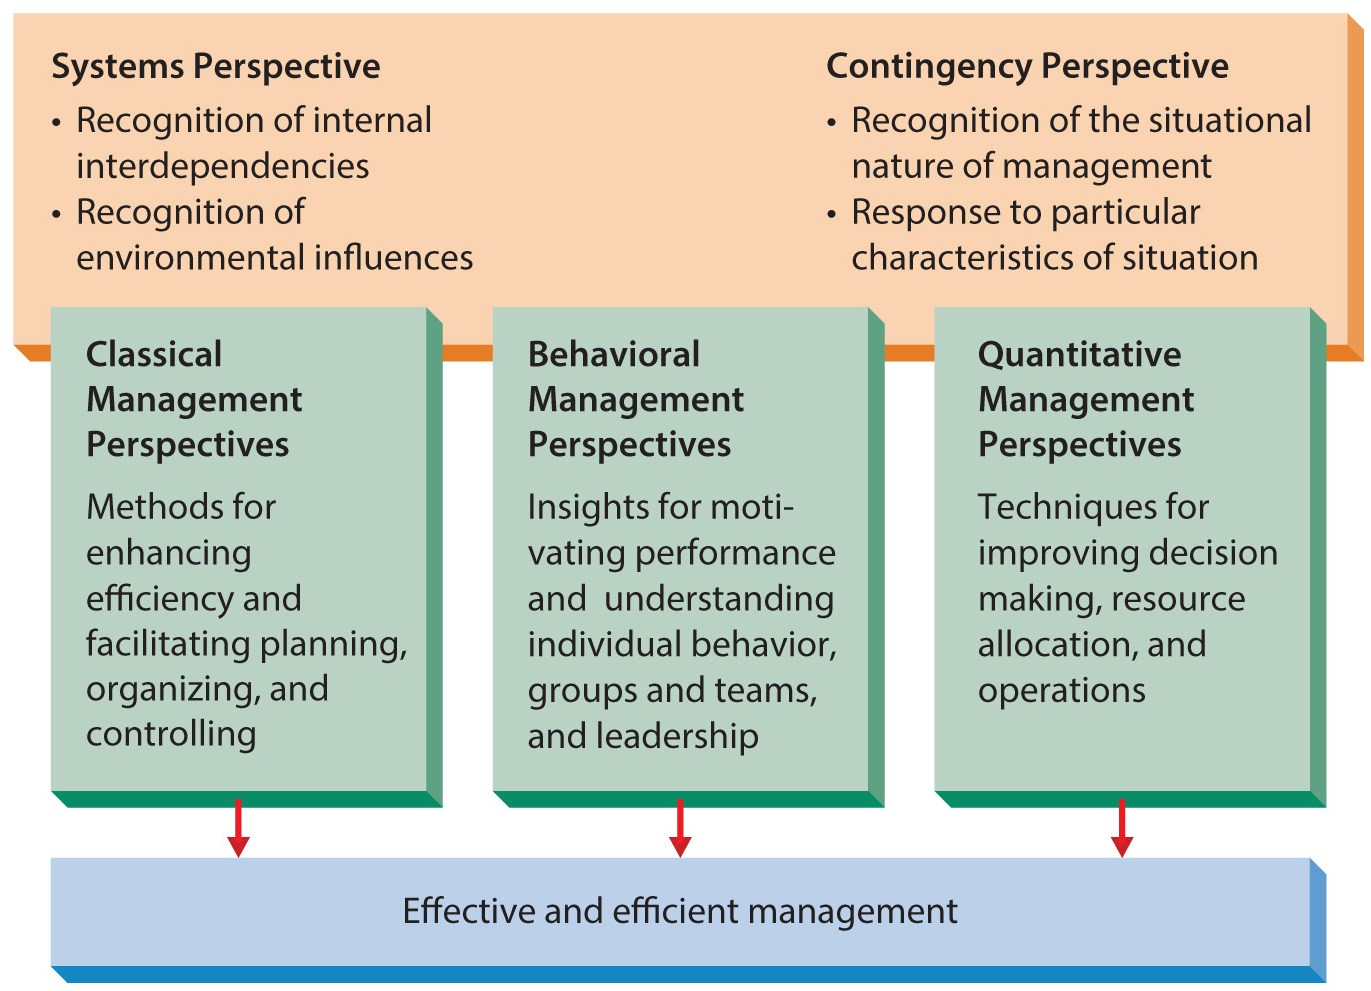 Systems Perspective
• Recognition of internal
interdependencies
• Recognition of
environmental influences
Contingency Perspective
• Recognition of the situational
nature of management
• Response to particular
characteristics of situation
Classical
Management
Perspectives
Methods for
enhancing
efficiency and
facilitating planning,
organizing, and
controlling
Behavioral
Management
Perspectives
Insights for moti-
vating performance
and understanding
individual behavior,
groups and teams,
and leadership
Quantitative
Management
Perspectives
Techniques for
improving decision
making, resource
allocation, and
operations
Effective and efficient management